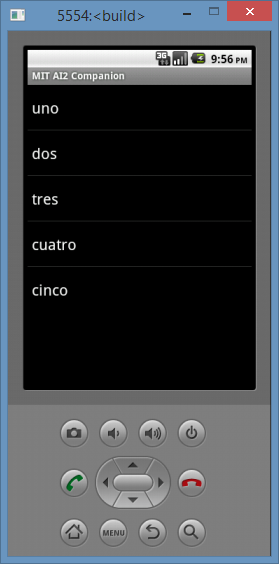 5554:<build>
3G
9:56 PM
MIT AI2 Companion
uno
dos
tres
cuatro
cinco
MENU